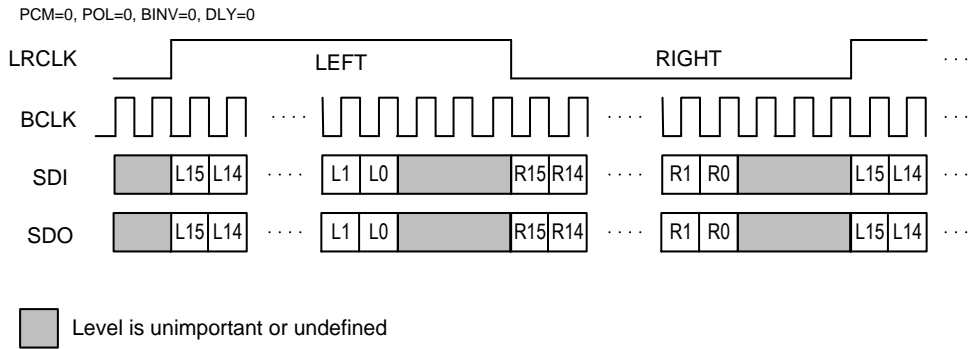 PCM=0, POL=0, BINV=0, DLY=0
LRCLK LEFT RIGHT . . .
BCLK . . . . . . . . . . .
SDI L15 L14 . . . . L1 L0 R15 R14 . . . . R1 R0 L15 L14 . . .
SDO L15 L14 . . . . L1 L0 R15 R14 . . . . R1 R0 L15 L14 . . .
Level is unimportant or undefined